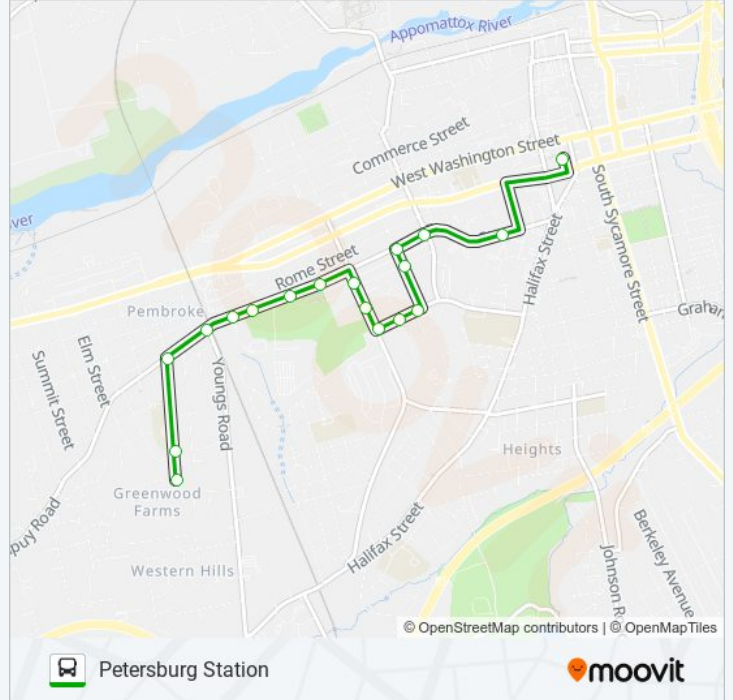 Appomattox River
Commerce Street
West Washington Street
ver
South Sycamore Street
Halifax Street
Rome Street
Pembroke
Graha
Elm Street
Summit Street
Youngs Road
Heights
Greenwood
Farms
puy Road
Halifax Street
Berkeley Avenue
Johnson R
Western Hills
© OpenStreetMap contributors | © OpenMapTiles
Petersburg Station
moovit